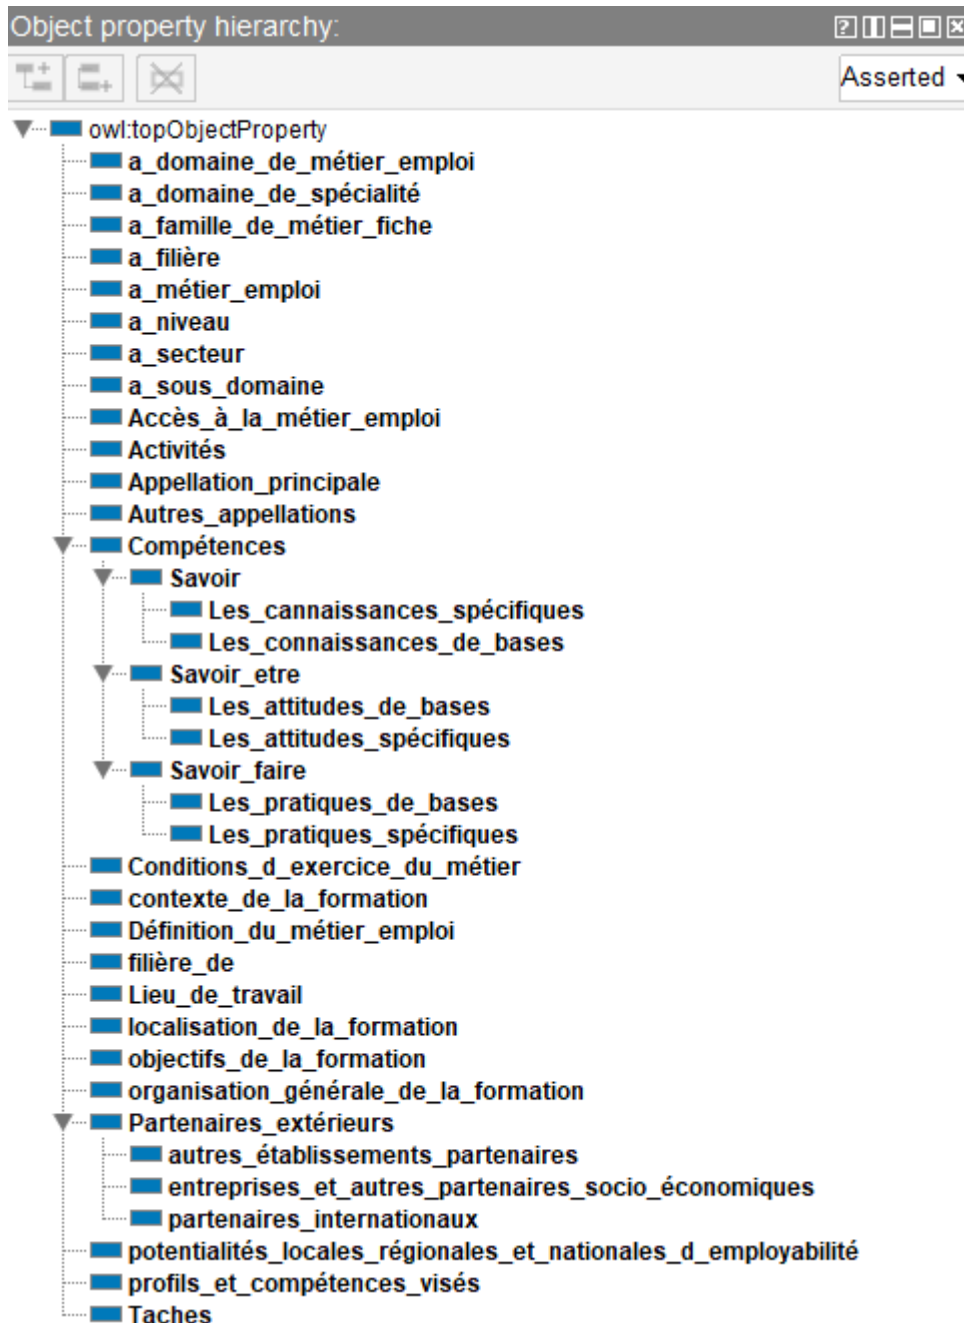 Object property hierarchy:
Asserted
owl:topObjectProperty
a_domaine_de_métier_emploi
a_domaine_de_spécialité
a_famille_de_métier_fiche
a_filière
a_métier_emploi
a_niveau
a_secteur
a_sous_domaine
Accès_à_la_métier_emploi
Activités
Appellation_principale
Autres_appellations
Compétences
Savoir
Les_cannaissances_spécifiques
Les_connaissances_de_bases
Savoir_etre
Les_attitudes_de_bases
Les_attitudes_spécifiques
Savoir_faire
Les_pratiques_de_bases
Les_pratiques_spécifiques
Conditions_d_exercice_du_métier
contexte_de_la_formation
Définition_du_métier_emploi
filière_de
Lieu_de_travail
localisation_de_la_formation
objectifs_de_la_formation
organisation_générale_de_la_formation
Partenaires_extérieurs
autres_établissements_partenaires
entreprises_et_autres_partenaires_socio_économiques
partenaires_internationaux
potentialités_locales_régionales_et_nationales_d_employabilité
profils_et_compétences_visés
Taches